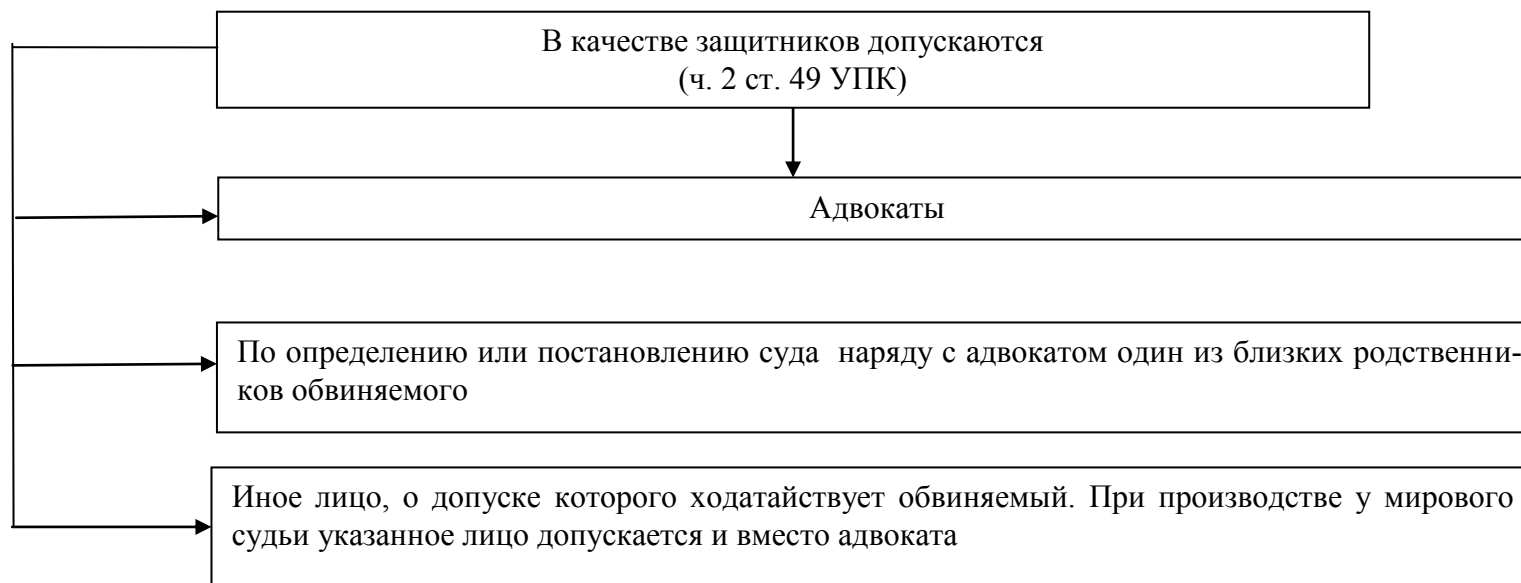 В качестве защитников допускаются
(ч. 2 ст. 49 УПК)
Адвокаты
По определению или постановлению суда наряду с адвокатом один из близких родственни-
ков обвиняемого
Иное лицо, о допуске которого ходатайствует обвиняемый. При производстве у мирового
судьи указанное лицо допускается и вместо адвоката